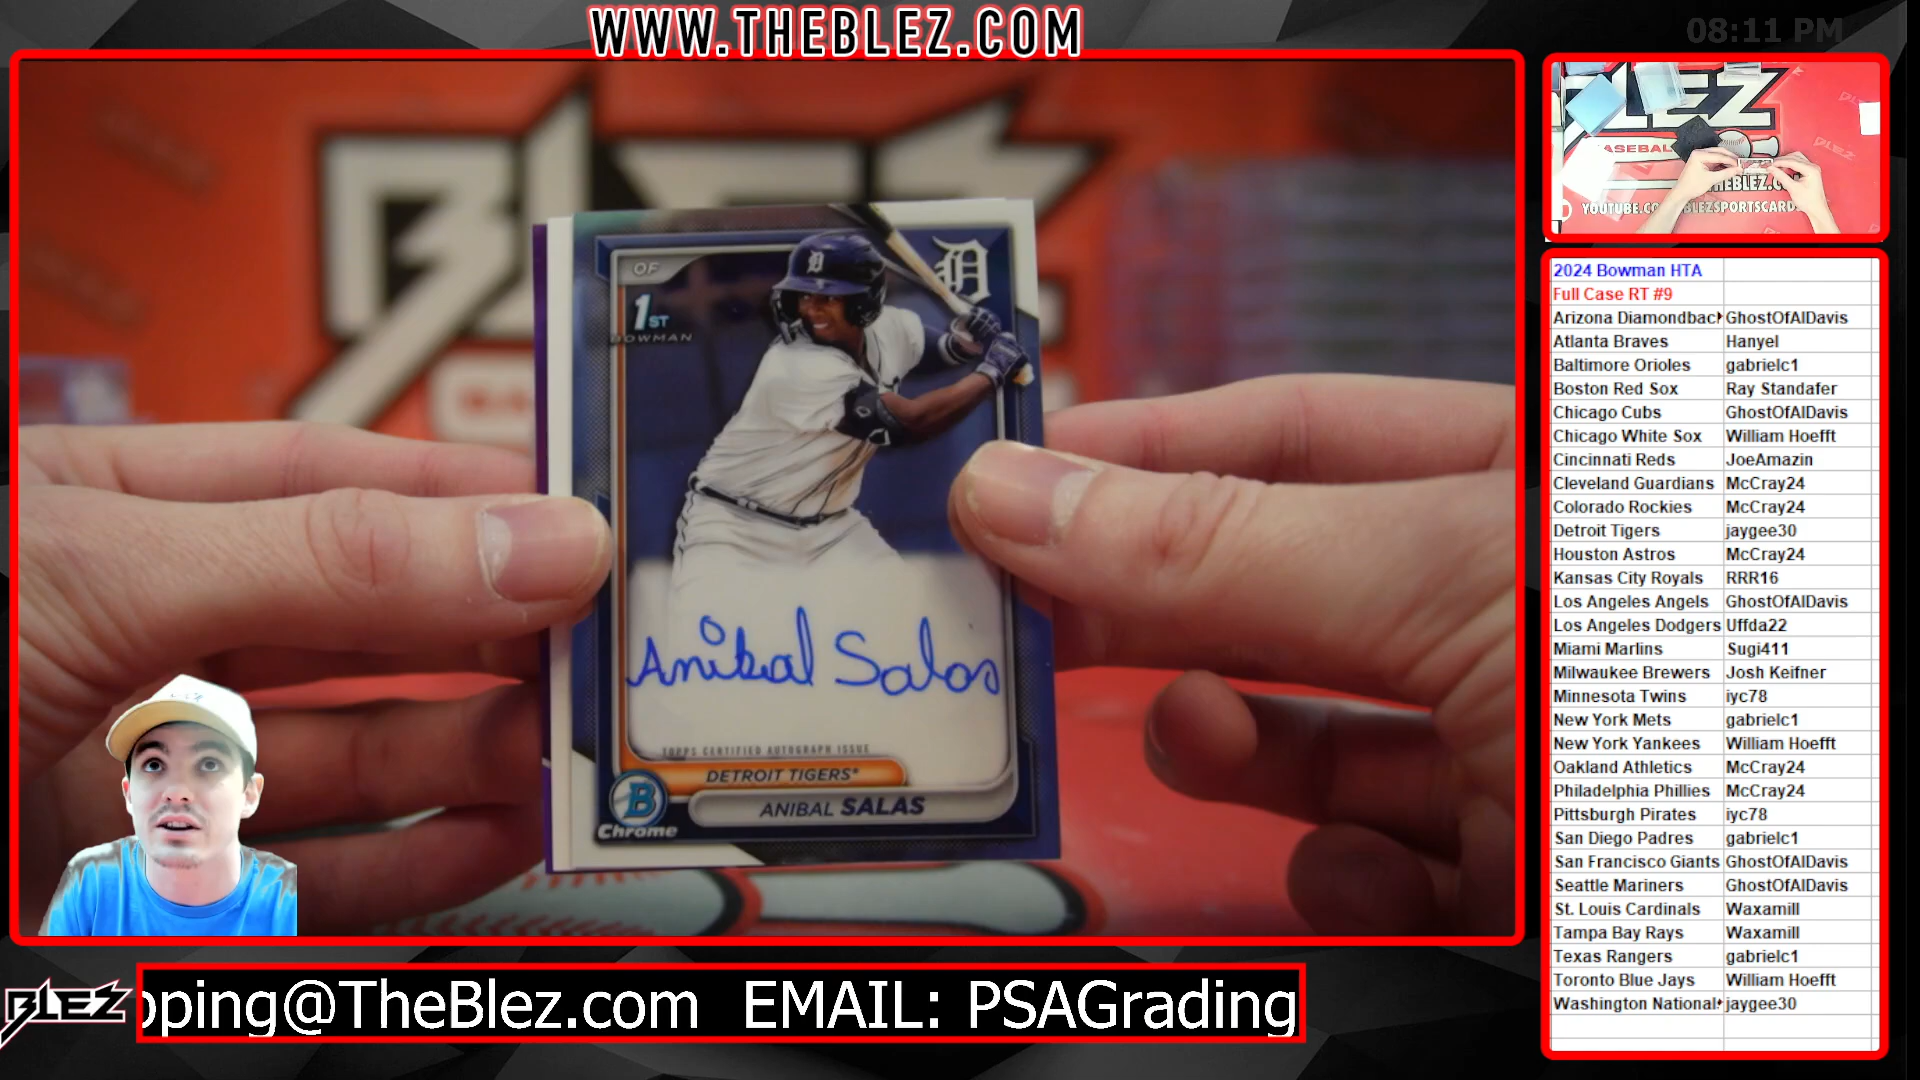 WWW.THEBLEZ.COM
08:11 PM
BLEZ
OF
1ST
BOWMAN
D
Anibal Salas
TOPPS CERTIFIED AUTOGRAPH ISSUE
DETROIT TIGERS*
ANIBAL SALAS
B
Chrome
BLEZ
ASEBAL
BLEZ
THEBLEZ.CO
YOUTUBE.CO BLEZSPORTSCARDS
2024 Bowman HTA
Full Case RT #9
Arizona Diamondback GhostOfAlDavis
Atlanta Braves Hanyel
Baltimore Orioles gabrielc1
Boston Red Sox Ray Standafer
Chicago Cubs GhostOfAlDavis
Chicago White Sox William Hoefft
Cincinnati Reds JoeAmazin
Cleveland Guardians McCray24
Colorado Rockies McCray24
Detroit Tigers jaygee30
Houston Astros McCray24
Kansas City Royals RRR16
Los Angeles Angels GhostOfAlDavis
Los Angeles Dodgers Uffda22
Miami Marlins Sugi411
Milwaukee Brewers Josh Keifner
Minnesota Twins iyc78
New York Mets gabrielc1
New York Yankees William Hoefft
Oakland Athletics McCray24
Philadelphia Phillies McCray24
Pittsburgh Pirates iyc78
San Diego Padres gabrielc1
San Francisco Giants GhostOfAlDavis
Seattle Mariners GhostOfAlDavis
St. Louis Cardinals Waxamill
Tampa Bay Rays Waxamill
Texas Rangers gabrielc1
Toronto Blue Jays William Hoefft
Washington National jaygee30
BLEZ
pping@TheBlez.com EMAIL: PSAGrading